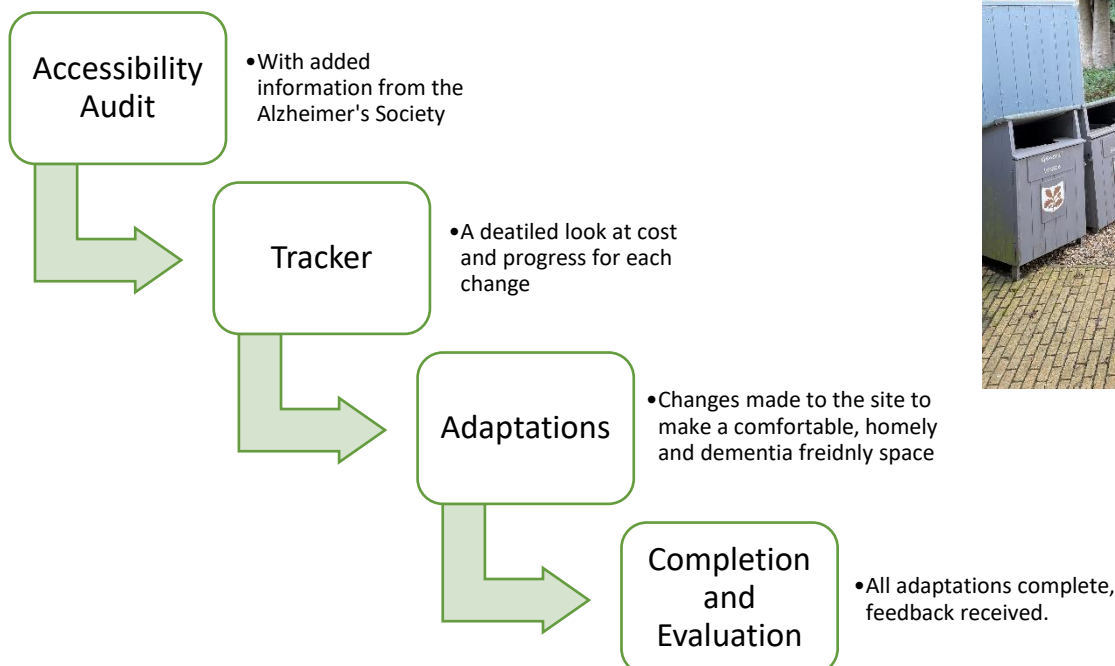 Accessibility
Audit
•With added
information from the
Alzheimer's Society
Tracker
•A deatiled look at cost
and progress for each
change
Adaptations
•Changes made to the site to
make a comfortable, homely
and dementia freidnly space
Completion
and
Evaluation
•All adaptations complete,
feedback received.